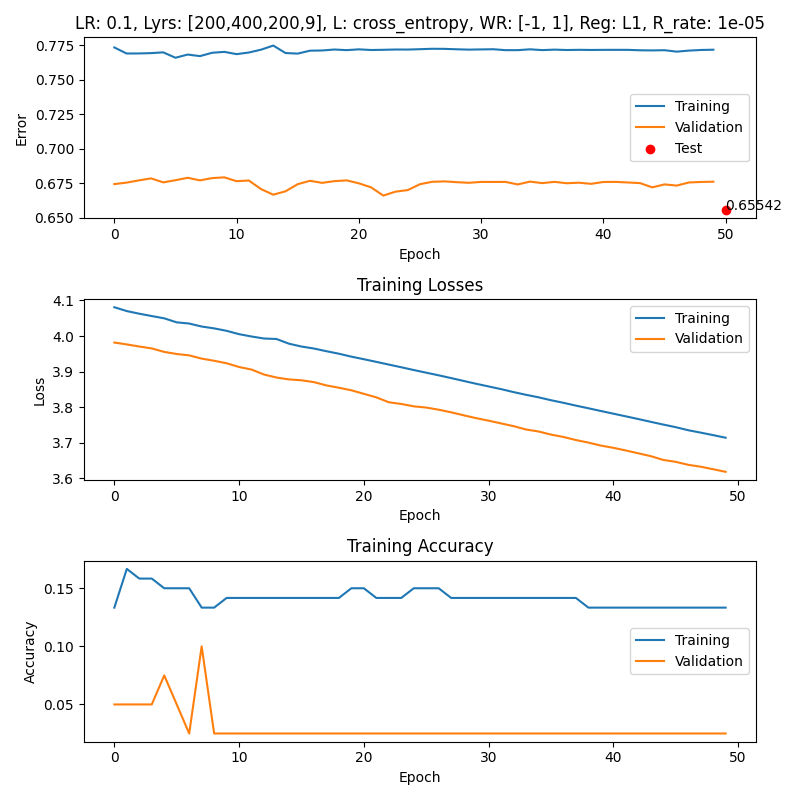 LR: 0.1, Lyrs: [200,400,200,9], L: cross_entropy, WR: [-1, 1], Reg: L1, R_rate: 1e-05
0.775
0.750
0.725
0.700
0.675
0.650
Error
Training
Validation
Test
0.65542
0 10 20 30 40 50
Epoch
Training Losses
4.1
4.0
3.9
3.8
3.7
3.6
Loss
Training
Validation
0 10 20 30 40 50
Epoch
Training Accuracy
0.15
0.10
0.05
Accuracy
Training
Validation
0 10 20 30 40 50
Epoch